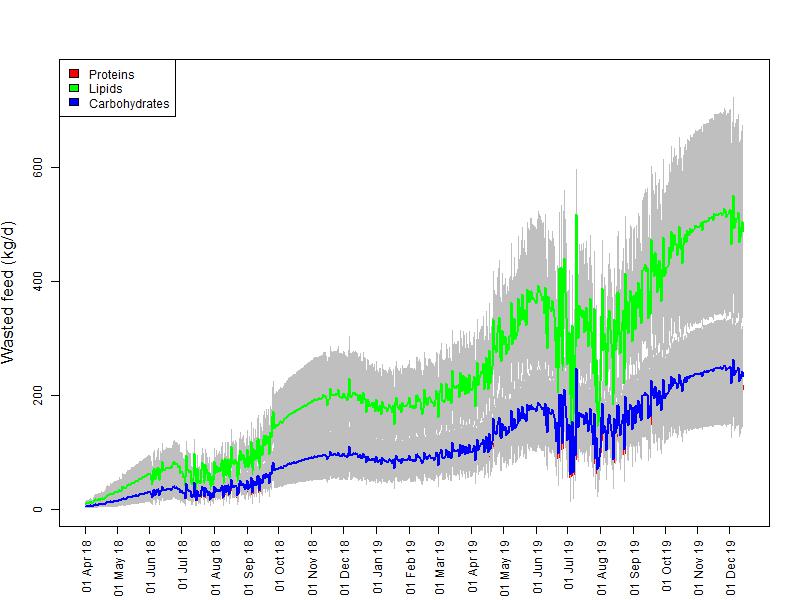 Proteins
Lipids
Carbohydrates
Wasted feed (kg/d)
600
400
200
0
01 Apr 18
01 May 18
01 Jun 18
01 Jul 18
01 Aug 18
01 Sep 18
01 Oct 18
01 Nov 18
01 Dec 18
01 Jan 19
01 Feb 19
01 Mar 19
01 Apr 19
01 May 19
01 Jun 19
01 Jul 19
01 Aug 19
01 Sep 19
01 Oct 19
01 Nov 19
01 Dec 19